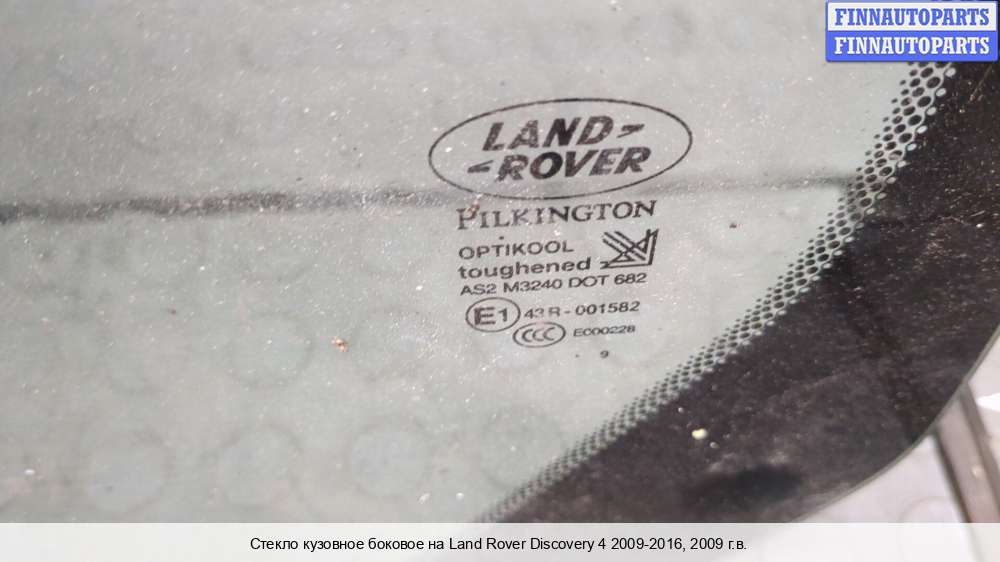 FINNAUTOPARTS
FINNAUTOPARTS
LAND
ROVER
PILKINGTON
OPTIKOOL
toughened
AS2 M3240 DOT 682
E1 43R-001582
CCC E000228
9
Стекло кузовное боковое на Land Rover Discovery 4 2009-2016, 2009 г.в.